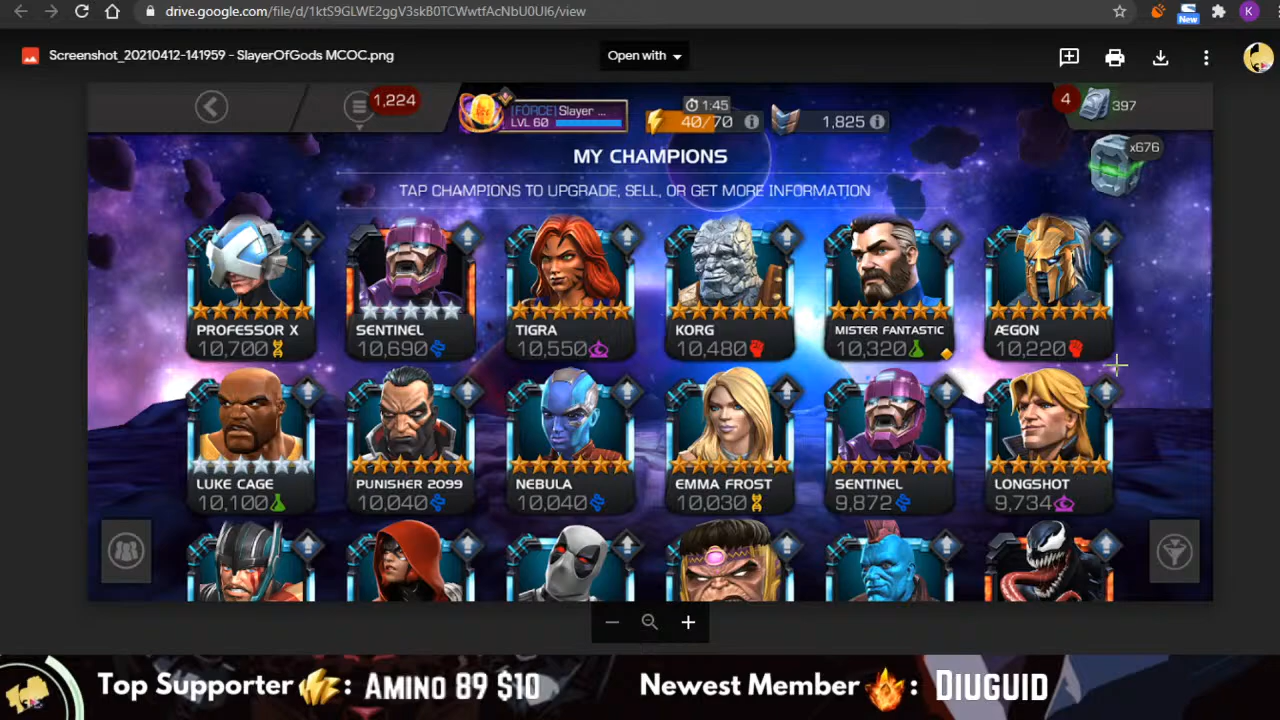 drive.google.com/file/d/1ktS9GLWE2ggV3skB0TCWwtfAcNbU0Ul6/view
New
K
Screenshot_20210412-141959 - SlayerOfGods MCOC.png
Open with
1,224
[FORCE] Slayer ...
LVL 60
1:45
40/70
1,825
4
397
x676
MY CHAMPIONS
TAP CHAMPIONS TO UPGRADE, SELL, OR GET MORE INFORMATION
PROFESSOR X
10,700
SENTINEL
10,690
TIGRA
10,550
KORG
10,480
MISTER FANTASTIC
10,320
ÆGON
10,220
LUKE CAGE
10,100
PUNISHER 2099
10,040
NEBULA
10,040
EMMA FROST
10,030
SENTINEL
9,872
LONGSHOT
9,734
Top Supporter : Amino 89 $10
Newest Member : Diuguid